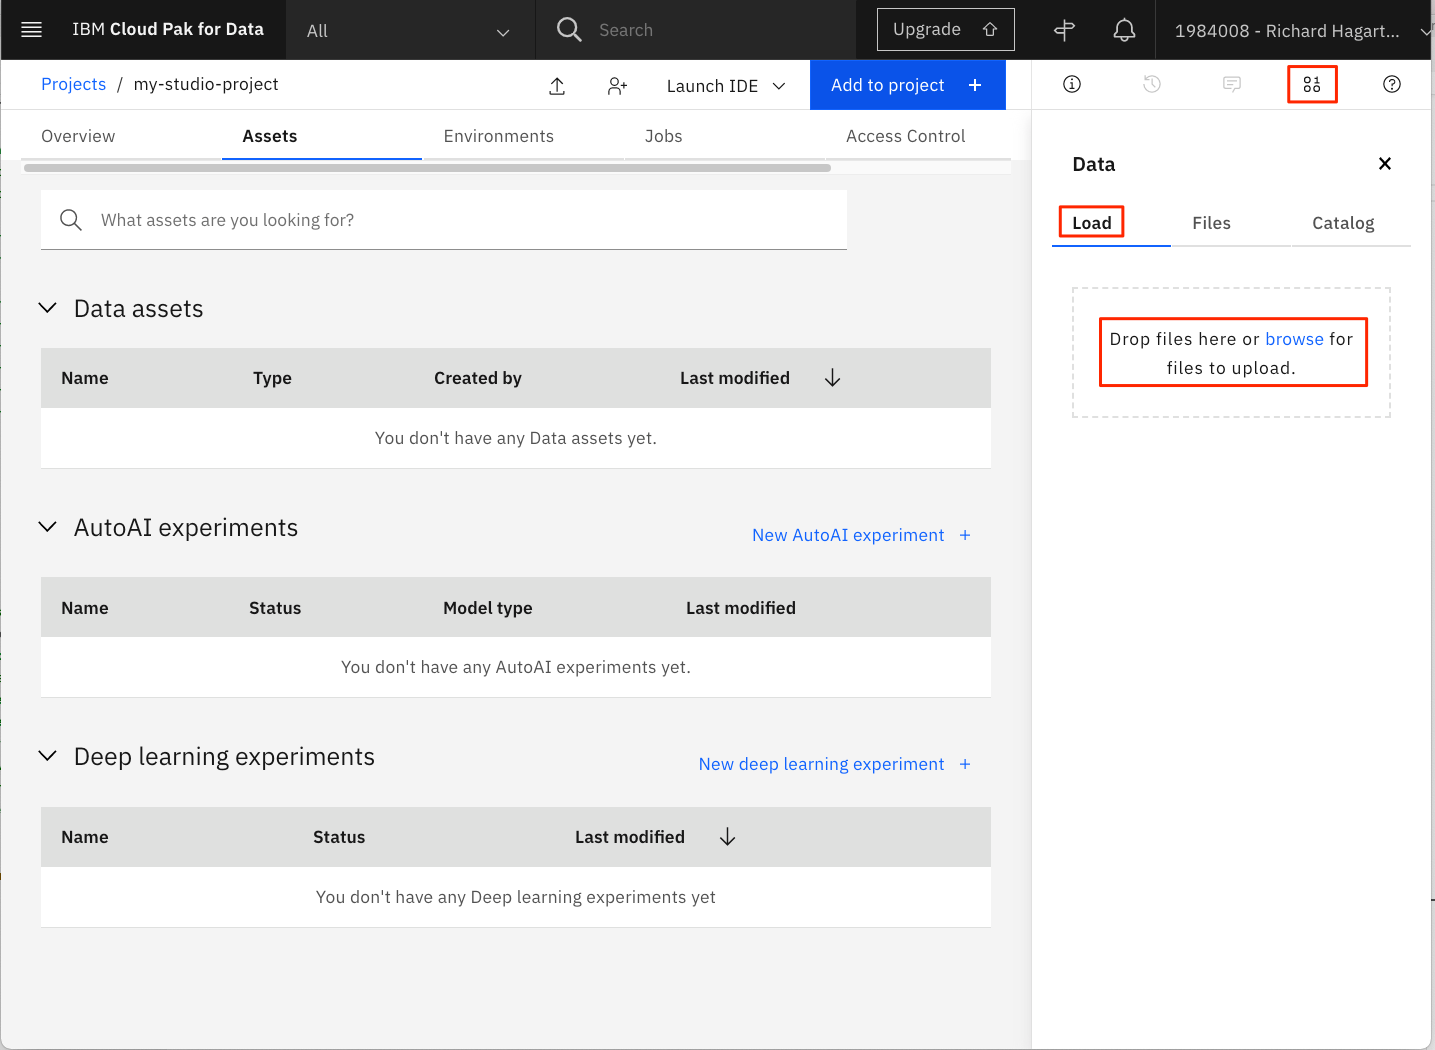 IBM Cloud Pak for Data
All
Search
Upgrade
1984008 - Richard Hagart...
Projects / my-studio-project
Launch IDE
Add to project +
Overview
Assets
Environments
Jobs
Access Control
What assets are you looking for?
Data assets
Name Type Created by Last modified
You don't have any Data assets yet.
AutoAI experiments
New AutoAI experiment +
Name Status Model type Last modified
You don't have any AutoAI experiments yet.
Deep learning experiments
New deep learning experiment +
Name Status Last modified
You don't have any Deep learning experiments yet
Data
Load Files Catalog
Drop files here or browse for
files to upload.